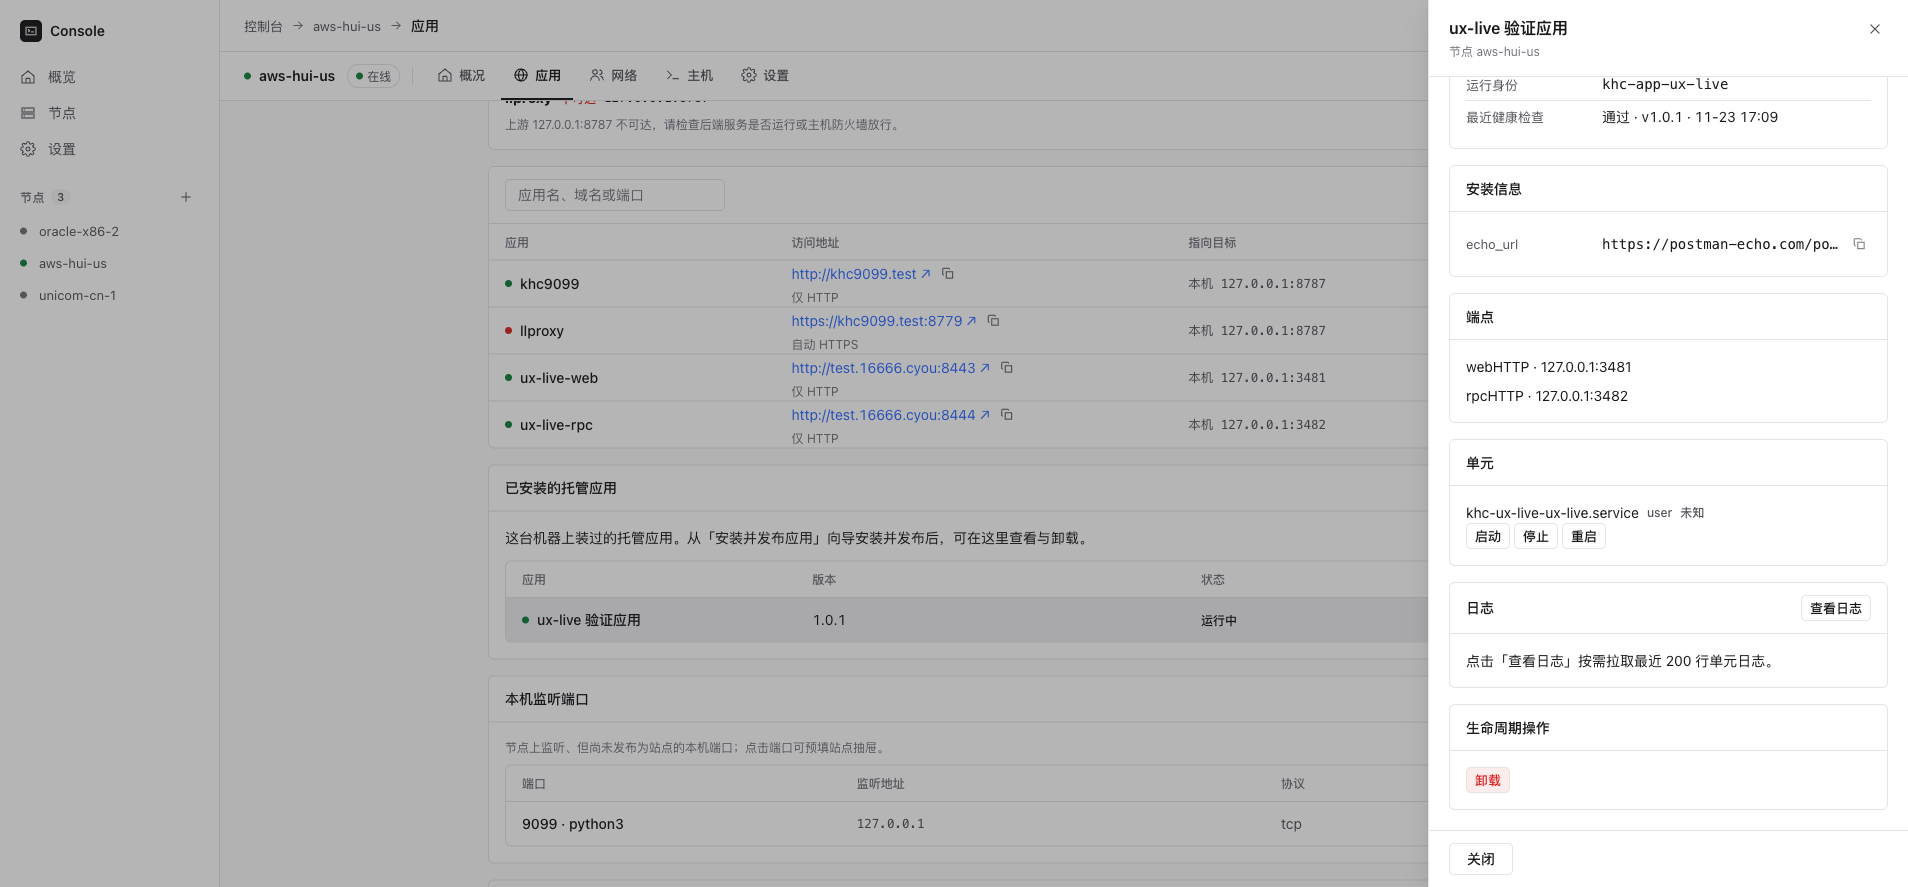 Console
概览
节点
设置
节点 3
oracle-x86-2
aws-hui-us
unicom-cn-1
控制台 → aws-hui-us → 应用
aws-hui-us 在线 概况 应用 网络 主机 设置
上游 127.0.0.1:8787 不可达，请检查后端服务是否运行或主机防火墙放行。
应用名、域名或端口
应用 访问地址 指向目标
khc9099 http://khc9099.test 本机 127.0.0.1:8787
仅 HTTP
llproxy https://khc9099.test:8779 本机 127.0.0.1:8787
自动 HTTPS
ux-live-web http://test.16666.cyou:8443 本机 127.0.0.1:3481
仅 HTTP
ux-live-rpc http://test.16666.cyou:8444 本机 127.0.0.1:3482
仅 HTTP
已安装的托管应用
这台机器上装过的托管应用。从「安装并发布应用」向导安装并发布后，可在这里查看与卸载。
应用 版本 状态
ux-live 验证应用 1.0.1 运行中
本机监听端口
节点上监听、但尚未发布为站点的本机端口；点击端口可预填站点抽屉。
端口 监听地址 协议
9099 · python3 127.0.0.1 tcp
ux-live 验证应用
节点 aws-hui-us
运行身份 khc-app-ux-live
最近健康检查 通过 · v1.0.1 · 11-23 17:09
安装信息
echo_url https://postman-echo.com/po…
端点
webHTTP · 127.0.0.1:3481
rpcHTTP · 127.0.0.1:3482
单元
khc-ux-live-ux-live.service user 未知
启动 停止 重启
日志 查看日志
点击「查看日志」按需拉取最近 200 行单元日志。
生命周期操作
卸载
关闭